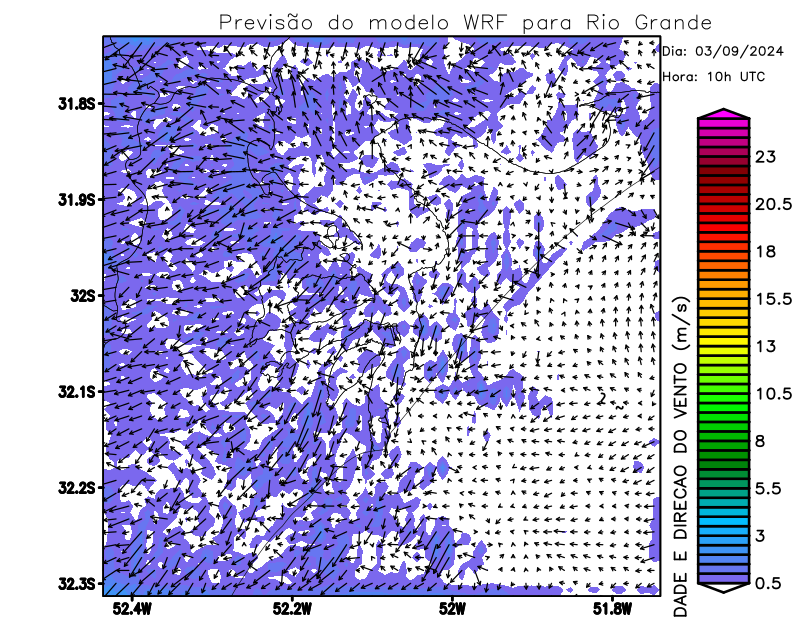 Previsão do modelo WRF para Rio Grande
Dia: 03/09/2024
Hora: 10h UTC
31.8S
31.9S
32S
32.1S
32.2S
32.3S
52.4W
52.2W
52W
51.8W
23
20.5
18
15.5
13
10.5
8
5.5
3
0.5
DADE E DIRECAO DO VENTO (m/s)